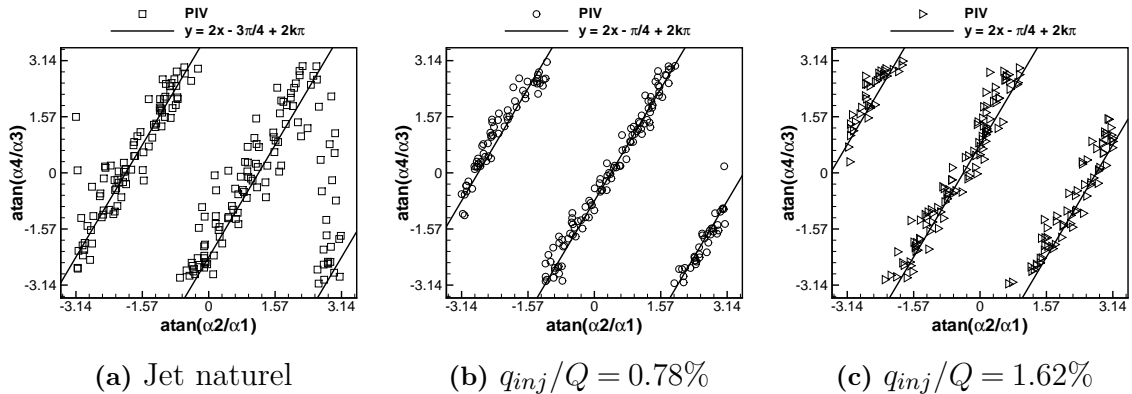 PIV
y = 2x - 3π/4 + 2kπ
atan(α4/α3)
3.14
1.57
0
-1.57
-3.14
-3.14 -1.57 0 1.57 3.14
atan(α2/α1)
(a) Jet naturel
PIV
y = 2x - π/4 + 2kπ
atan(α4/α3)
3.14
1.57
0
-1.57
-3.14
-3.14 -1.57 0 1.57 3.14
atan(α2/α1)
(b) q_inj/Q = 0.78%
PIV
y = 2x - π/4 + 2kπ
atan(α4/α3)
3.14
1.57
0
-1.57
-3.14
-3.14 -1.57 0 1.57 3.14
atan(α2/α1)
(c) q_inj/Q = 1.62%